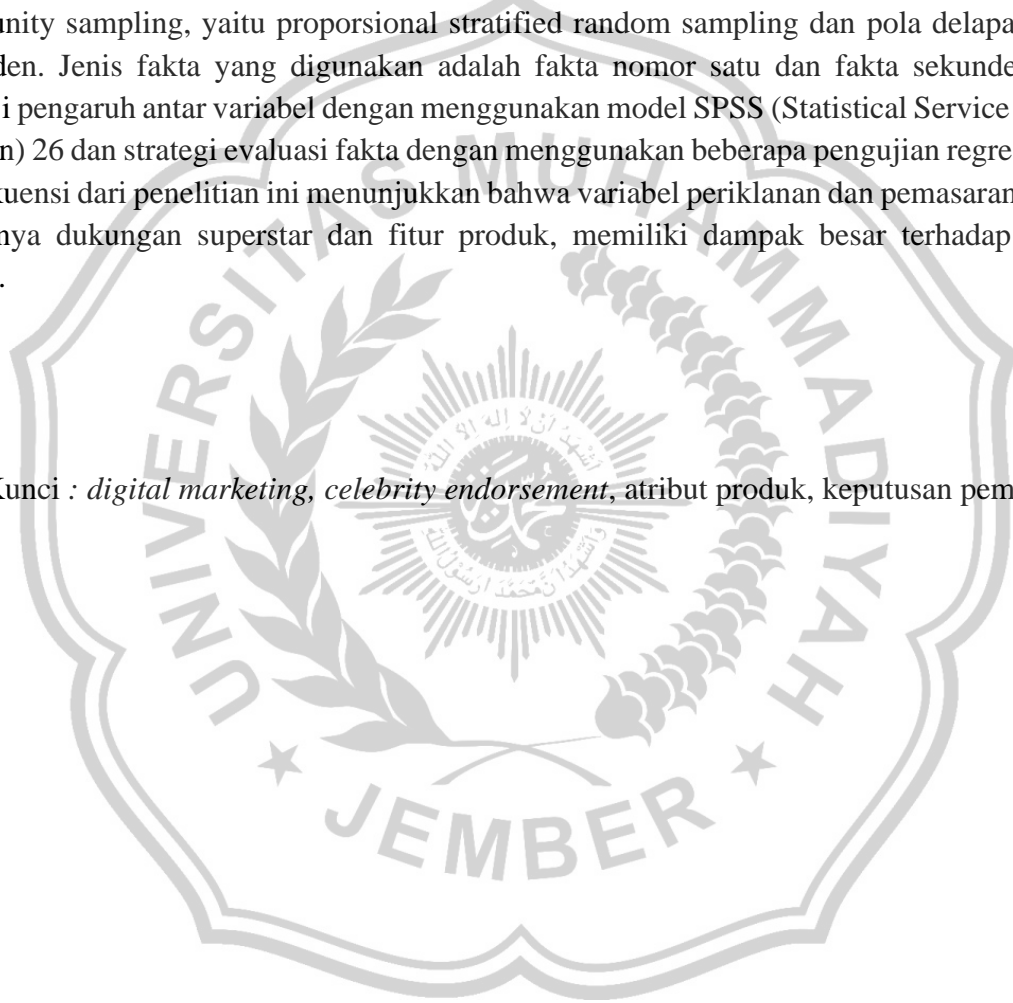 unity sampling, yaitu proporsional stratified random sampling dan pola delapa
den. Jenis fakta yang digunakan adalah fakta nomor satu dan fakta sekunde
i pengaruh antar variabel dengan menggunakan model SPSS (Statistical Service
n) 26 dan strategi evaluasi fakta dengan menggunakan beberapa pengujian regre
kuensi dari penelitian ini menunjukkan bahwa variabel periklanan dan pemasaran
nya dukungan superstar dan fitur produk, memiliki dampak besar terhadap
.
Kunci : digital marketing, celebrity endorsement, atribut produk, keputusan pem
UNIVERSITAS MUHAMMADIYAH
JEMBER